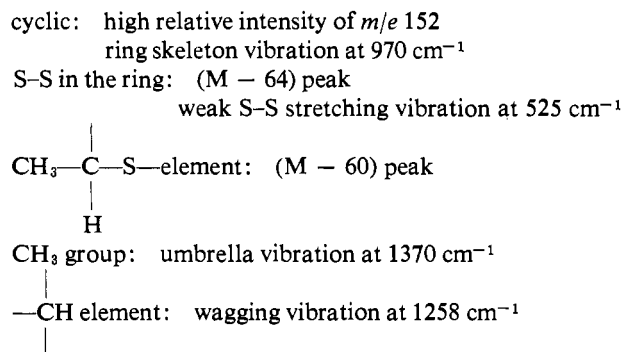 cyclic: high relative intensity of m/e 152
ring skeleton vibration at 970 cm⁻¹
S–S in the ring: (M − 64) peak
weak S–S stretching vibration at 525 cm⁻¹
CH₃—C—S—element: (M − 60) peak
H
CH₃ group: umbrella vibration at 1370 cm⁻¹
—CH element: wagging vibration at 1258 cm⁻¹